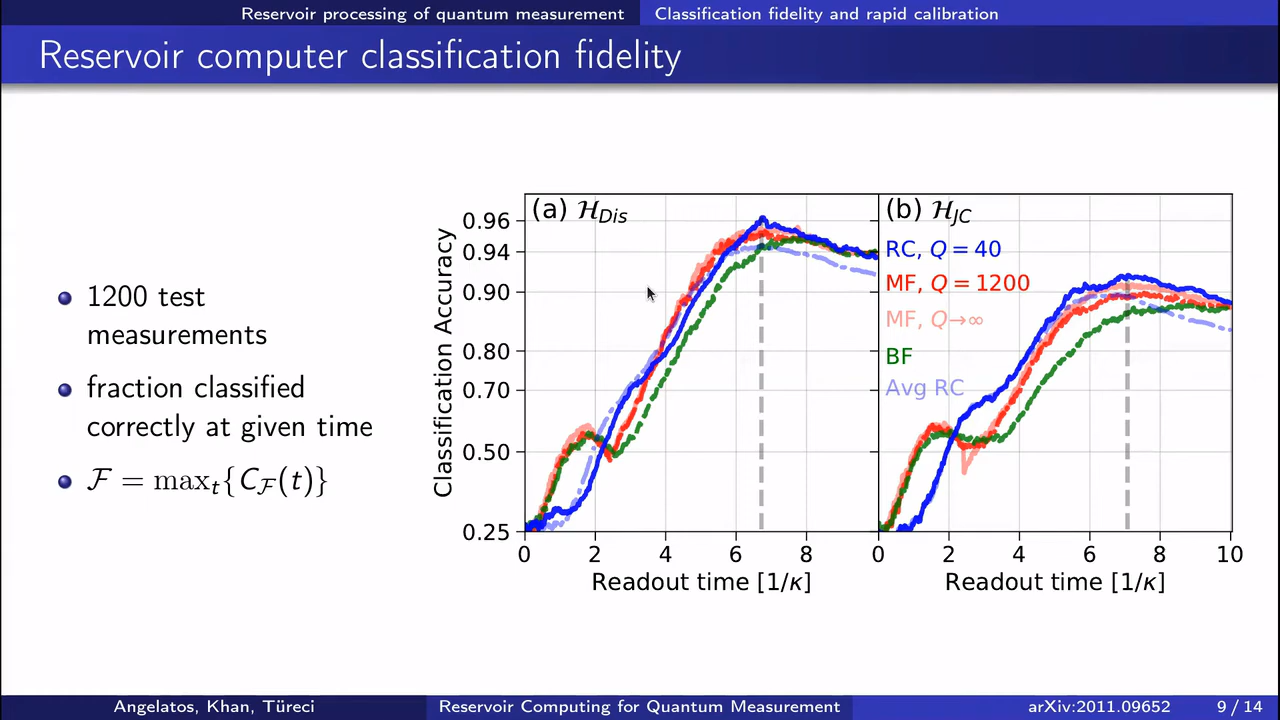 Reservoir processing of quantum measurement
Classification fidelity and rapid calibration
Reservoir computer classification fidelity
1200 test
measurements
fraction classified
correctly at given time
ℱ = max_t{C_ℱ(t)}
Classification Accuracy
0.96
0.94
0.90
0.80
0.70
0.50
0.25
(a) ℋ_Dis
0 2 4 6 8
Readout time [1/κ]
(b) ℋ_JC
RC, Q = 40
MF, Q = 1200
MF, Q→∞
BF
Avg RC
0 2 4 6 8 10
Readout time [1/κ]
Angelatos, Khan, Türeci
Reservoir Computing for Quantum Measurement
arXiv:2011.09652
9 / 14